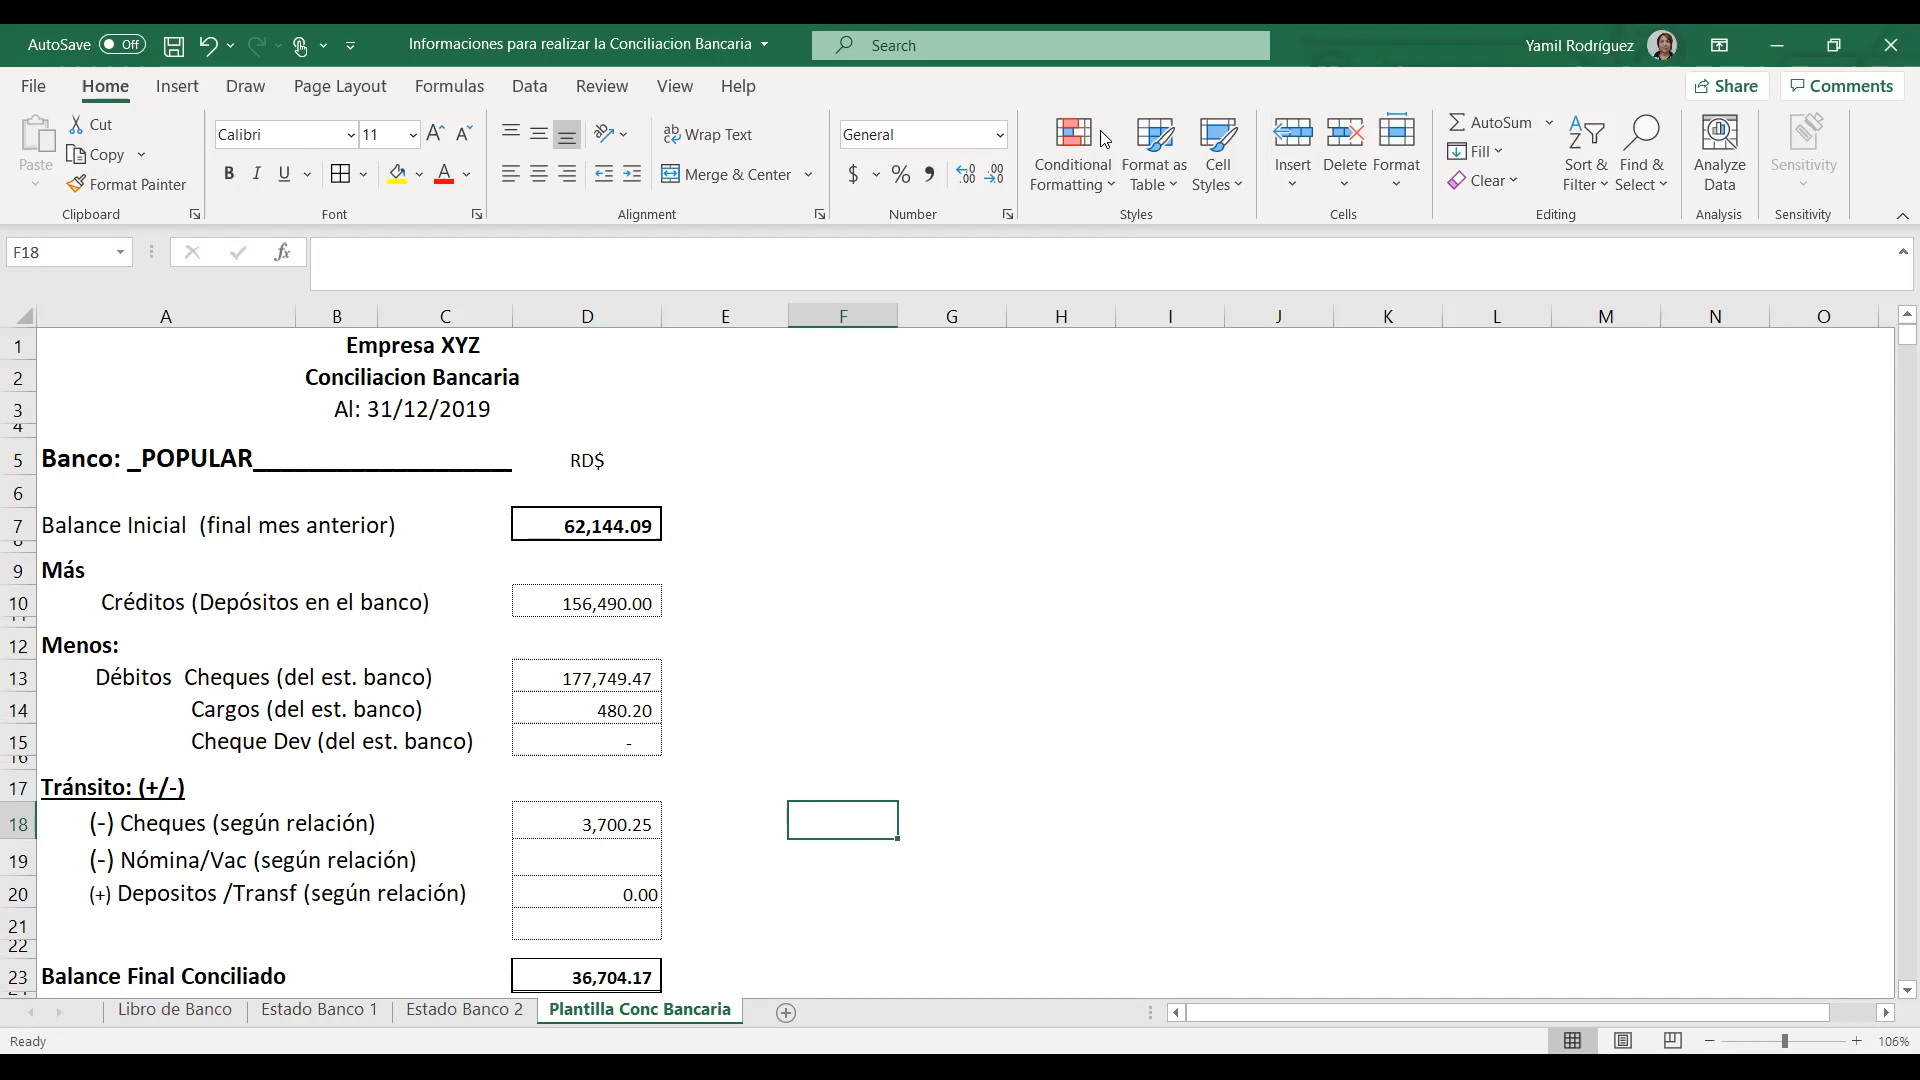 AutoSave Off Informaciones para realizar la Conciliacion Bancaria Search Yamil Rodríguez
File Home Insert Draw Page Layout Formulas Data Review View Help Share Comments
Paste Cut Copy Format Painter Clipboard
Calibri 11 B I U A Font
ab Wrap Text Merge & Center Alignment
General $ % Number
Conditional Formatting Format as Table Cell Styles Styles
Insert Delete Format Cells
AutoSum Fill Clear Sort & Filter Find & Select Editing
Analyze Data Analysis
Sensitivity Sensitivity
F18 fx
A B C D E F G H I J K L M N O
1 Empresa XYZ
2 Conciliacion Bancaria
3 Al: 31/12/2019
4
5 Banco: _POPULAR___________________ RD$
6
7 Balance Inicial (final mes anterior) 62,144.09
9 Más
10 Créditos (Depósitos en el banco) 156,490.00
12 Menos:
13 Débitos Cheques (del est. banco) 177,749.47
14 Cargos (del est. banco) 480.20
15 Cheque Dev (del est. banco) -
16
17 Tránsito: (+/-)
18 (-) Cheques (según relación) 3,700.25
19 (-) Nómina/Vac (según relación)
20 (+) Depositos /Transf (según relación) 0.00
21
22
23 Balance Final Conciliado 36,704.17
Libro de Banco Estado Banco 1 Estado Banco 2 Plantilla Conc Bancaria
Ready 106%